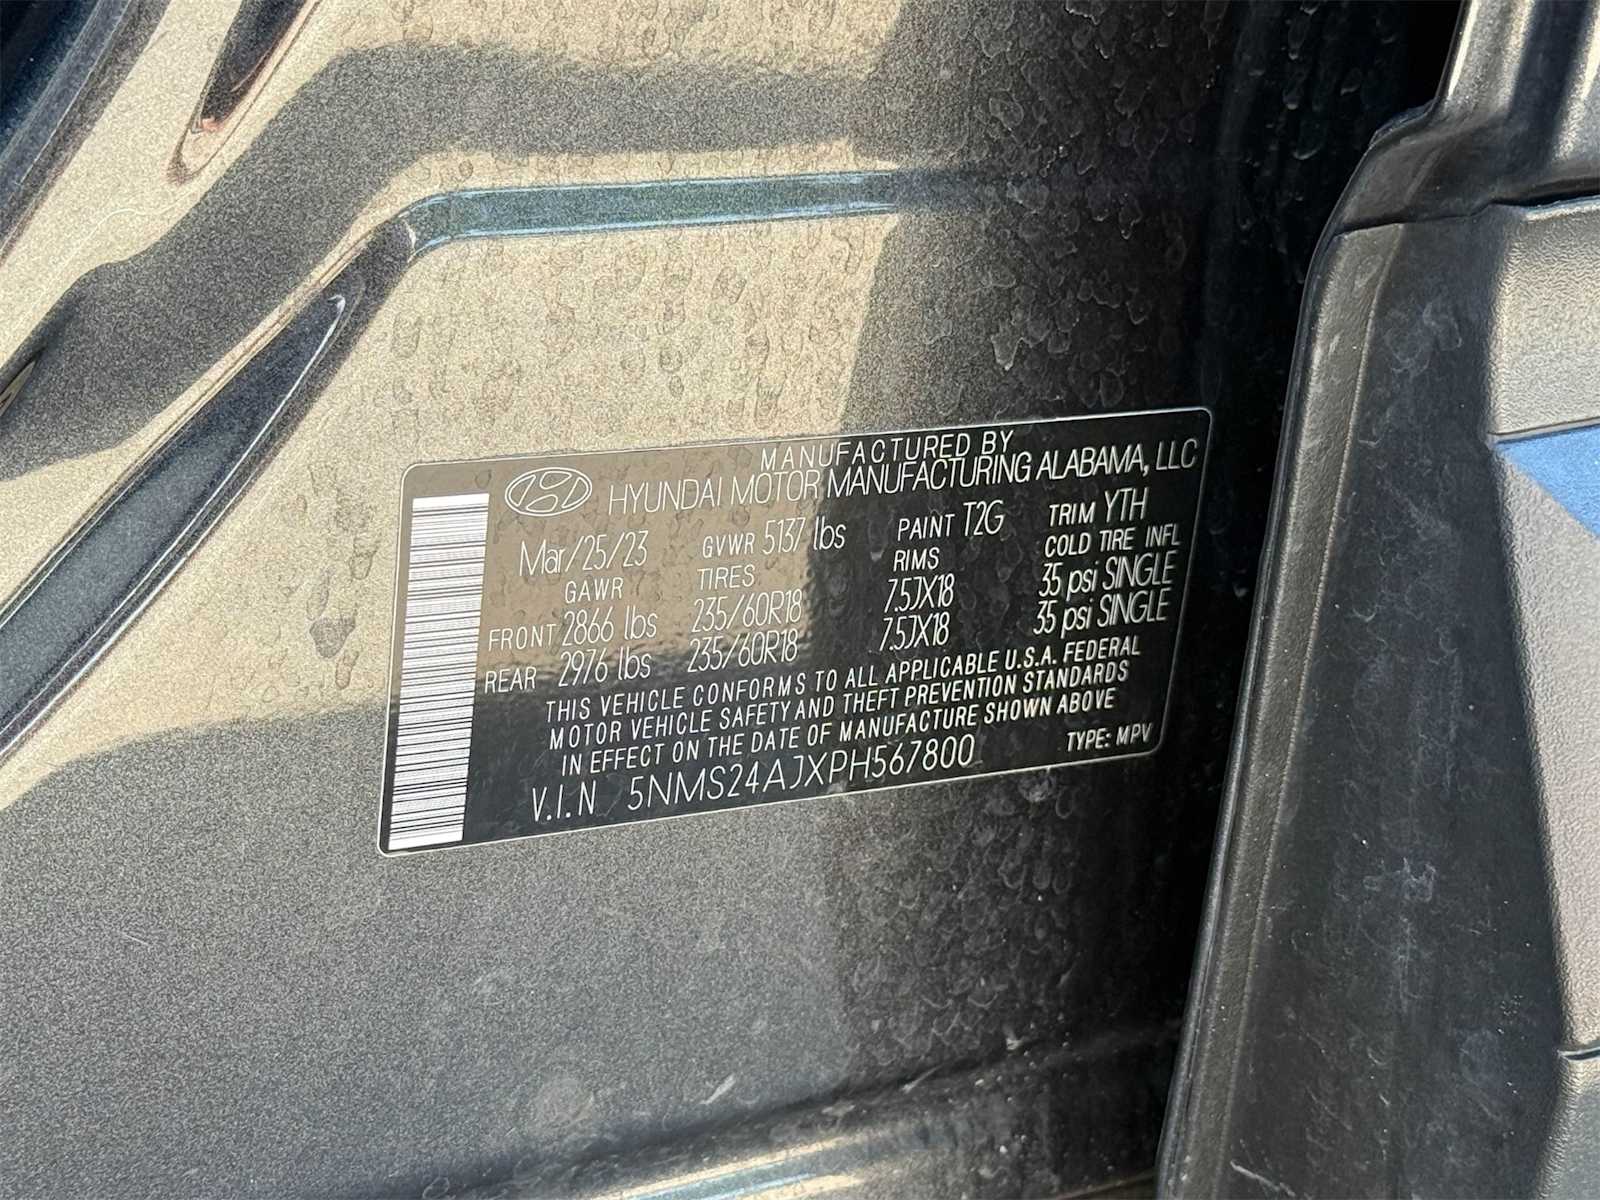 MANUFACTURED BY
HYUNDAI MOTOR MANUFACTURING ALABAMA, LLC
Mar/25/23 GVWR 5137 lbs PAINT T2G TRIM YTH
GAWR TIRES RIMS COLD TIRE INFL
FRONT 2866 lbs 235/60R18 7.5JX18 35 psi SINGLE
REAR 2976 lbs 235/60R18 7.5JX18 35 psi SINGLE
THIS VEHICLE CONFORMS TO ALL APPLICABLE U.S.A. FEDERAL
MOTOR VEHICLE SAFETY AND THEFT PREVENTION STANDARDS
IN EFFECT ON THE DATE OF MANUFACTURE SHOWN ABOVE
V.I.N 5NMS24AJXPH567800 TYPE: MPV